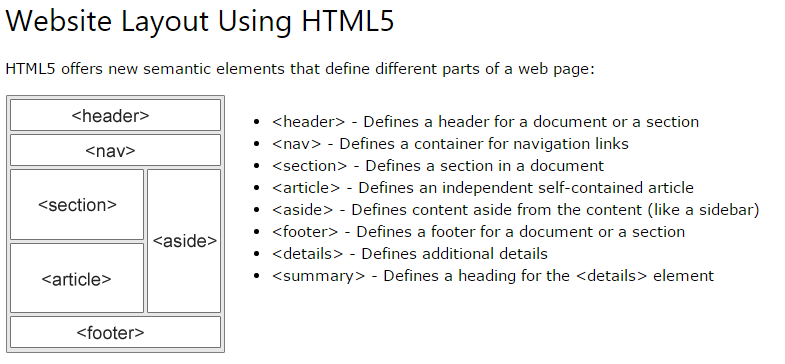 Website Layout Using HTML5
HTML5 offers new semantic elements that define different parts of a web page:
<header>
<nav>
<section>
<aside>
<article>
<footer>
• <header> - Defines a header for a document or a section
• <nav> - Defines a container for navigation links
• <section> - Defines a section in a document
• <article> - Defines an independent self-contained article
• <aside> - Defines content aside from the content (like a sidebar)
• <footer> - Defines a footer for a document or a section
• <details> - Defines additional details
• <summary> - Defines a heading for the <details> element